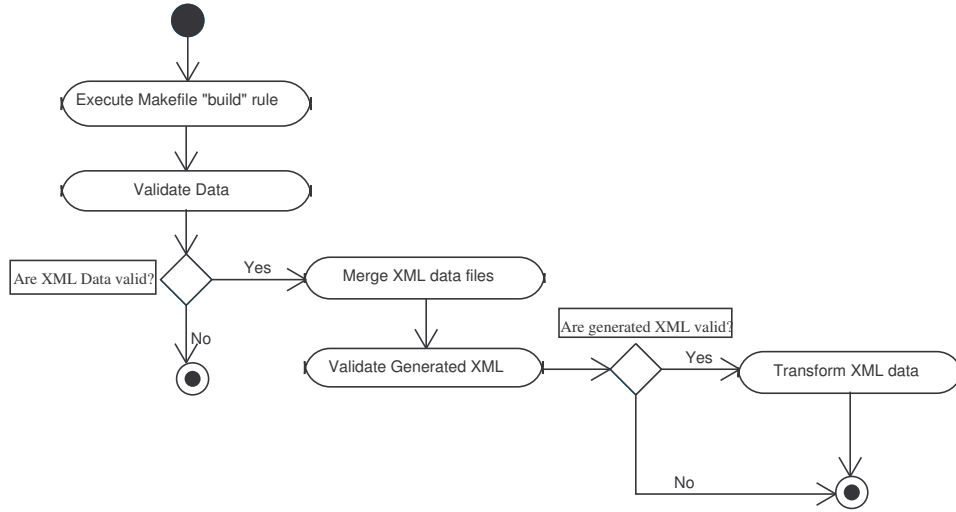 Execute Makefile "build" rule
Validate Data
Are XML Data valid?
Yes
Merge XML data files
No
Are generated XML valid?
Validate Generated XML
Yes
Transform XML data
No